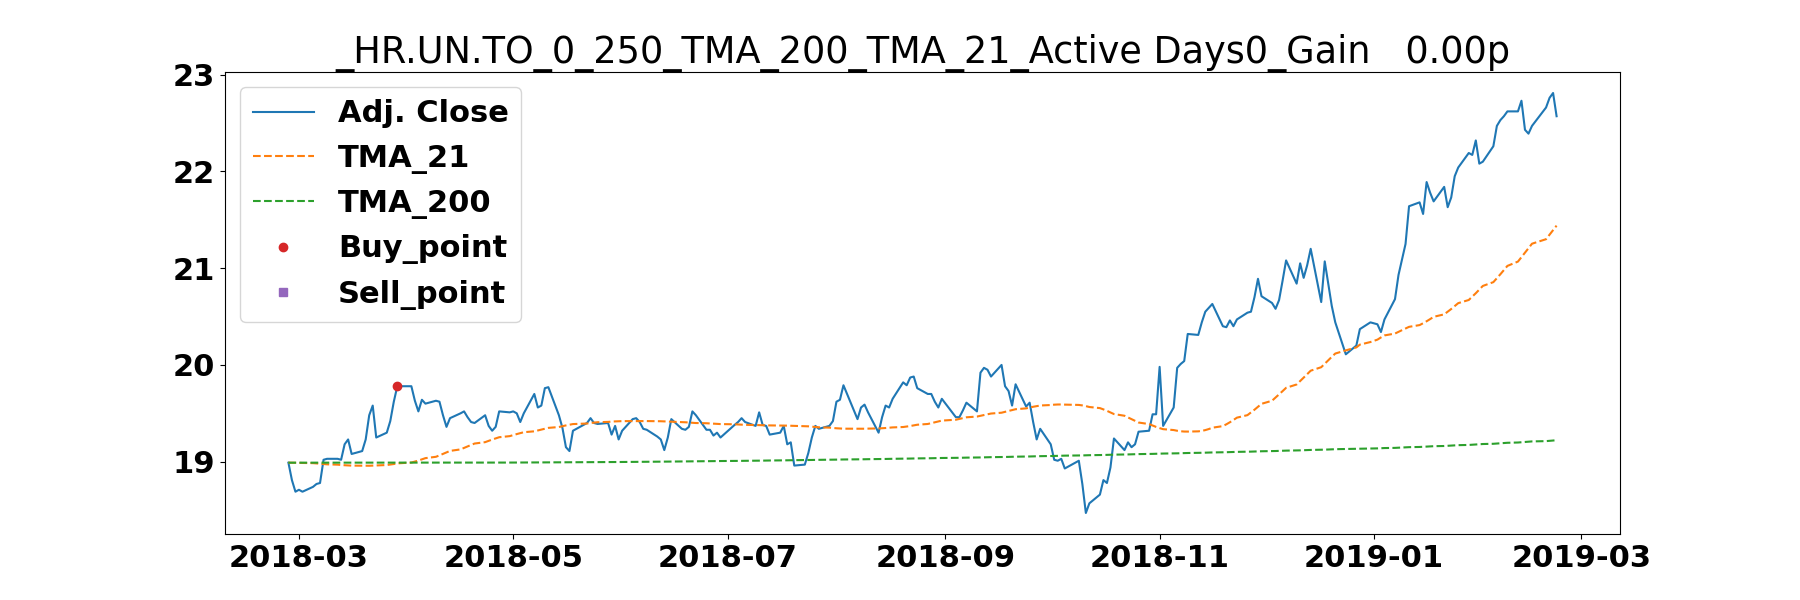 _HR.UN.TO_0_250_TMA_200_TMA_21_Active Days0_Gain   0.00p
23
22
21
20
19
Adj. Close
TMA_21
TMA_200
Buy_point
Sell_point
2018-03
2018-05
2018-07
2018-09
2018-11
2019-01
2019-03